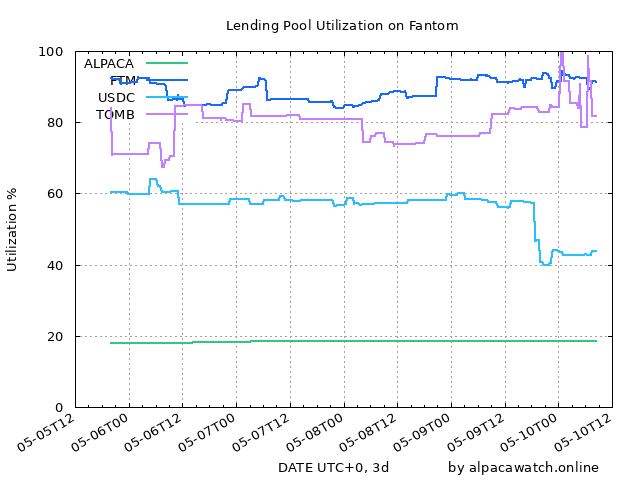 Lending Pool Utilization on Fantom
100
80
60
40
20
0
Utilization %
ALPACA
FTM
USDC
TOMB
05-05T12
05-06T00
05-06T12
05-07T00
05-07T12
05-08T00
05-08T12
05-09T00
05-09T12
05-10T00
05-10T12
DATE UTC+0, 3d
by alpacawatch.online